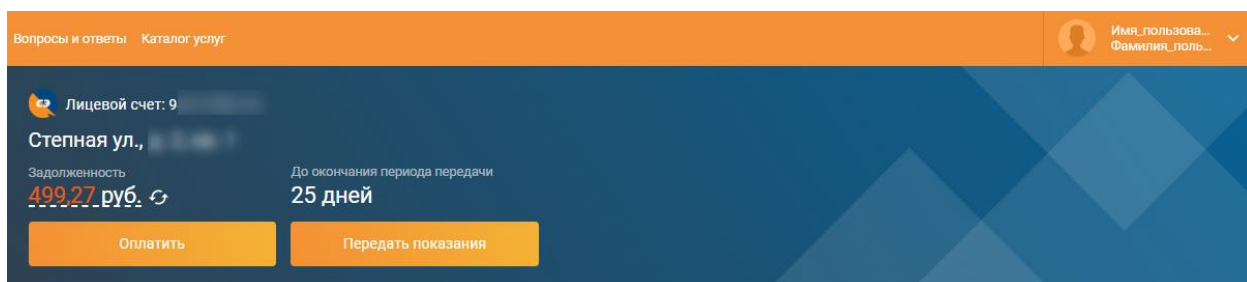 Вопросы и ответы Каталог услуг
Имя_пользова...
Фамилия_поль...
Лицевой счет: 9
Степная ул.,
Задолженность
499,27 руб.
До окончания периода передачи
25 дней
Оплатить
Передать показания